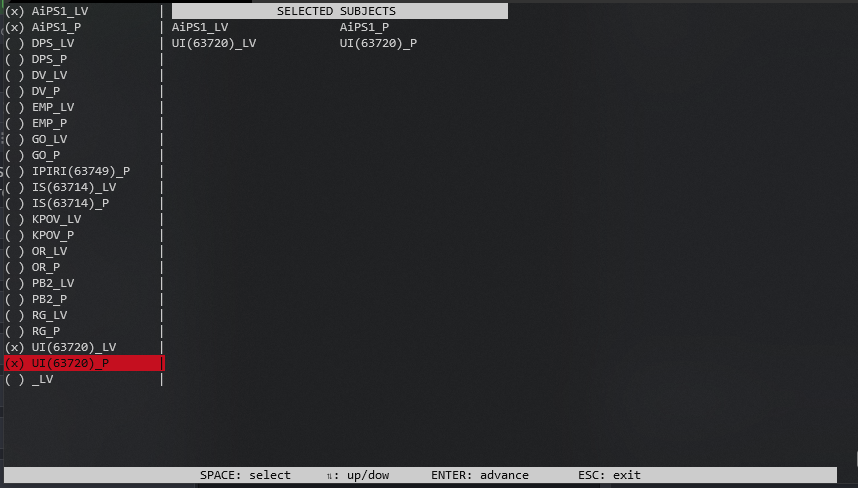 (x) AiPS1_LV | SELECTED SUBJECTS
(x) AiPS1_P | AiPS1_LV AiPS1_P
( ) DPS_LV | UI(63720)_LV UI(63720)_P
( ) DPS_P |
( ) DV_LV |
( ) DV_P |
( ) EMP_LV |
( ) EMP_P |
( ) GO_LV |
( ) GO_P |
( ) IPIRI(63749)_P |
( ) IS(63714)_LV |
( ) IS(63714)_P |
( ) KPOV_LV |
( ) KPOV_P |
( ) OR_LV |
( ) OR_P |
( ) PB2_LV |
( ) PB2_P |
( ) RG_LV |
( ) RG_P |
(x) UI(63720)_LV |
(x) UI(63720)_P |
( ) _LV |
SPACE: select ⇅: up/dow ENTER: advance ESC: exit